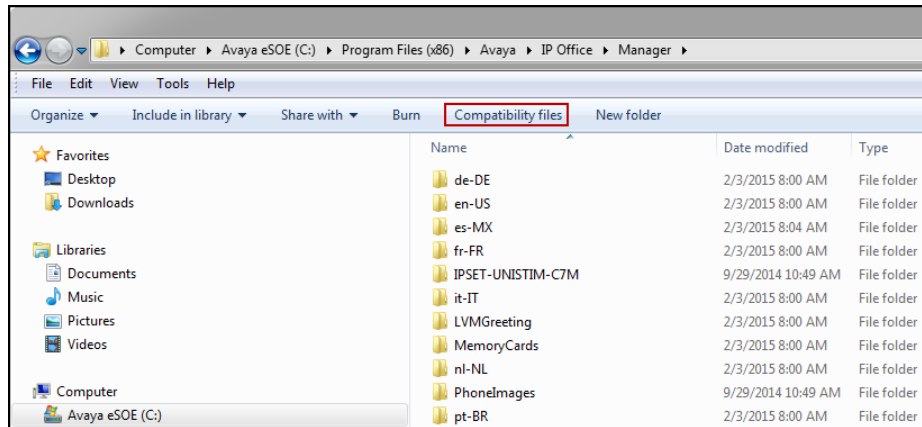 Computer Avaya eSOE (C:) Program Files (x86) Avaya IP Office Manager
File Edit View Tools Help
Organize Include in library Share with Burn Compatibility files New folder
Name Date modified Type
Favorites
Desktop
Downloads
Libraries
Documents
Music
Pictures
Videos
Computer
Avaya eSOE (C:)
de-DE 2/3/2015 8:00 AM File folder
en-US 2/3/2015 8:00 AM File folder
es-MX 2/3/2015 8:04 AM File folder
fr-FR 2/3/2015 8:00 AM File folder
IPSET-UNISTIM-C7M 9/29/2014 10:49 AM File folder
it-IT 2/3/2015 8:00 AM File folder
LVMGreeting 2/3/2015 8:00 AM File folder
MemoryCards 2/3/2015 8:00 AM File folder
nl-NL 2/3/2015 8:00 AM File folder
PhoneImages 9/29/2014 10:49 AM File folder
pt-BR 2/3/2015 8:00 AM File folder